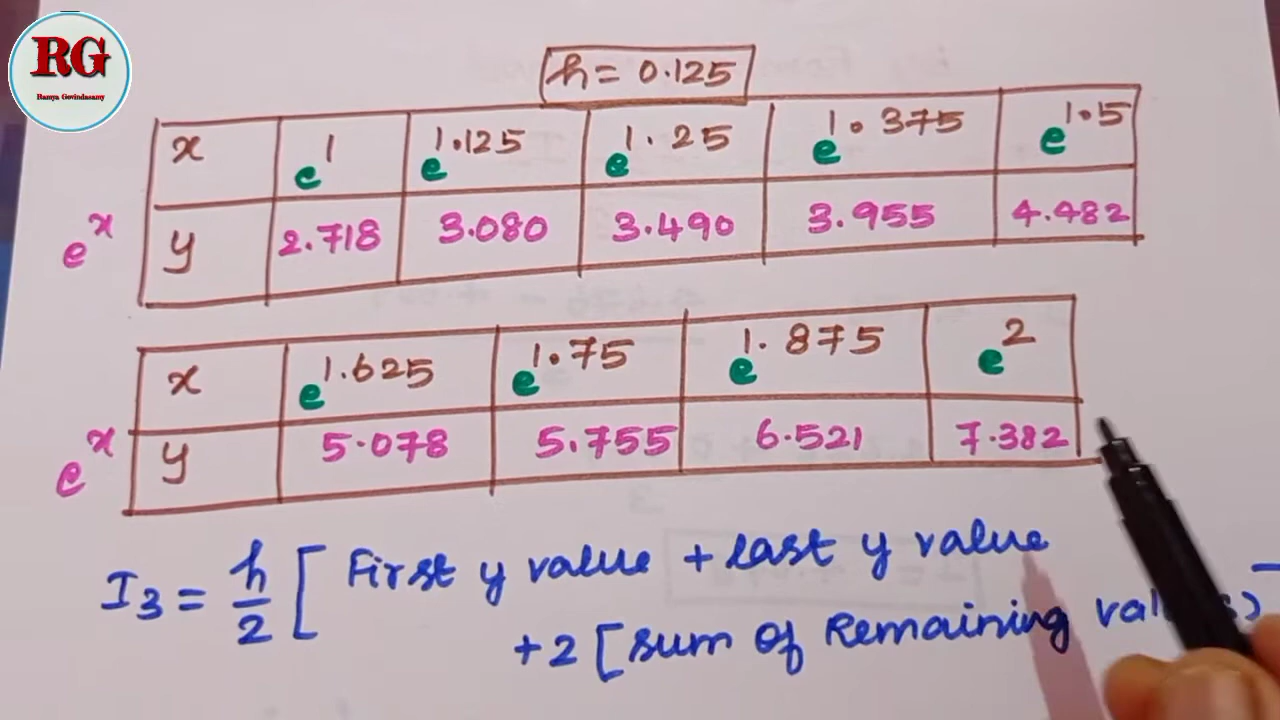 RG
Ramya Govindasamy
h = 0.125
x e^1 e^1.125 e^1.25 e^1.375 e^1.5
e^x y 2.718 3.080 3.490 3.955 4.482
x e^1.625 e^1.75 e^1.875 e^2
e^x y 5.078 5.755 6.521 7.382
I3 = h/2 [First y value + last y value
+2 [sum of Remaining